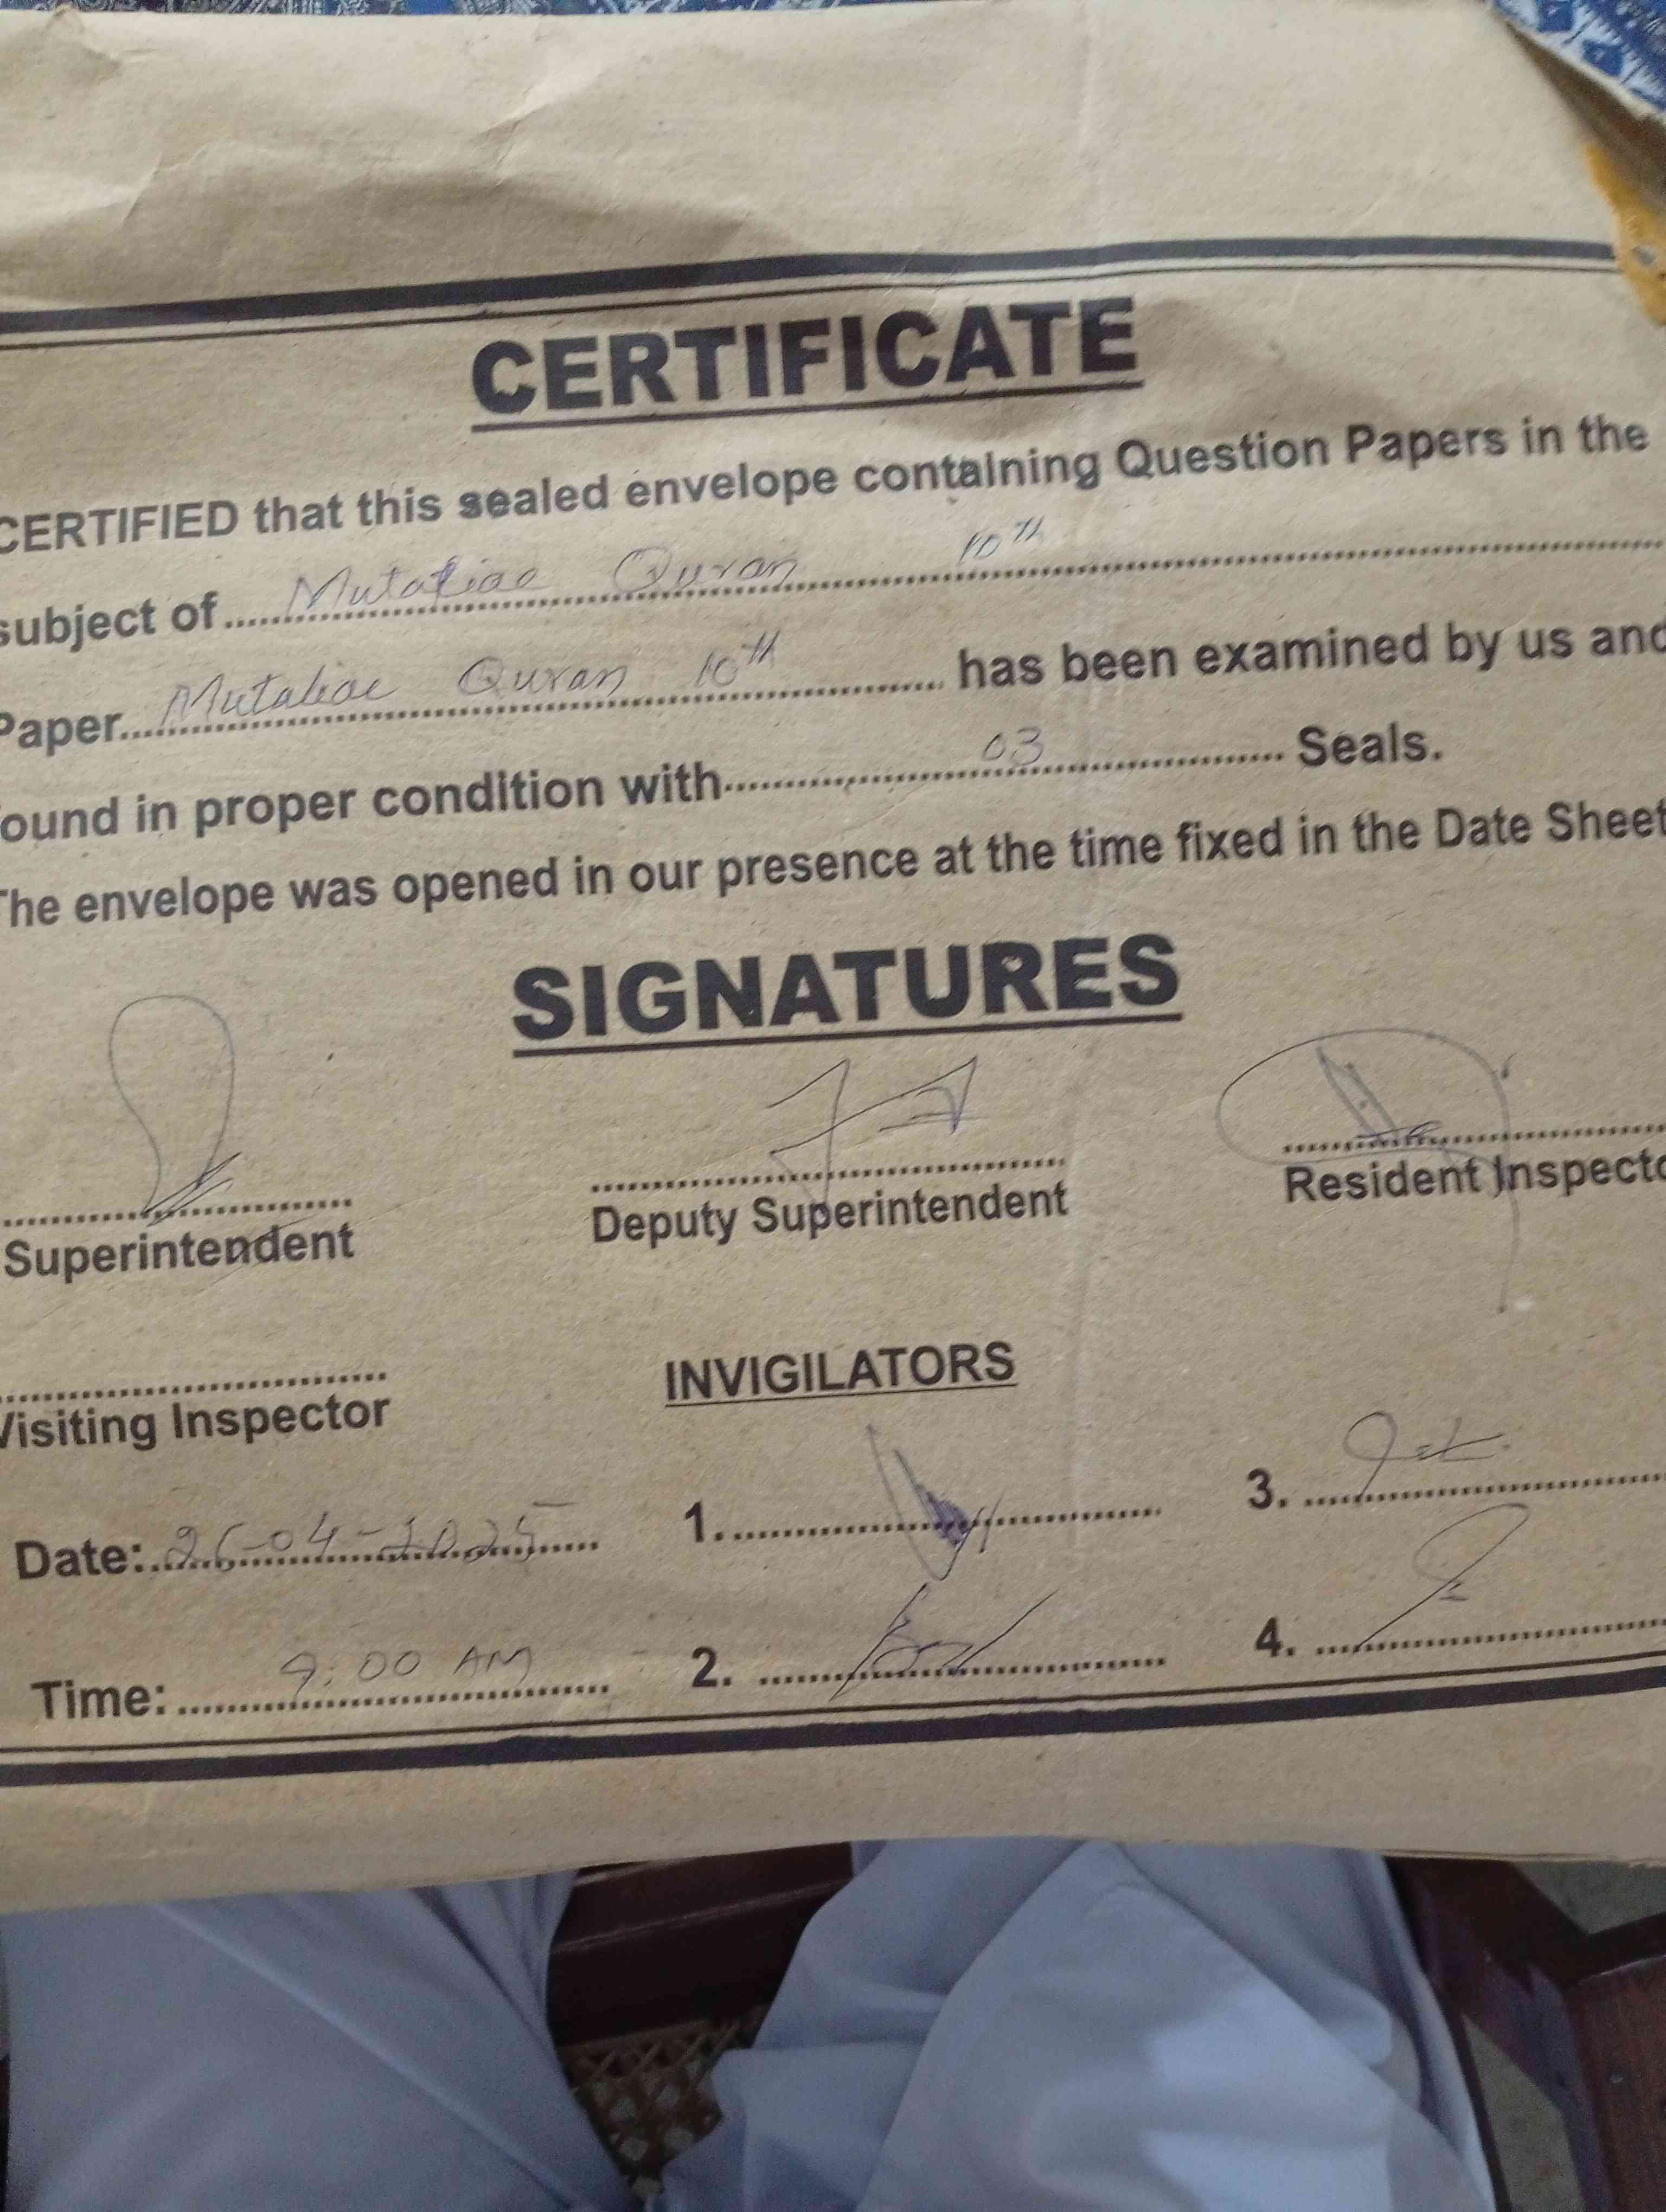 CERTIFICATE
CERTIFIED that this sealed envelope containing Question Papers in the
subject of Mutaliae Quran 10th
Paper Mutaliae Quran 10th has been examined by us and
ound in proper condition with 03 Seals.
The envelope was opened in our presence at the time fixed in the Date Sheet
SIGNATURES
Superintendent Deputy Superintendent Resident Inspecto
Visiting Inspector INVIGILATORS
Date: 26-04-2025 1. 3.
Time: 9:00 AM 2. 4.